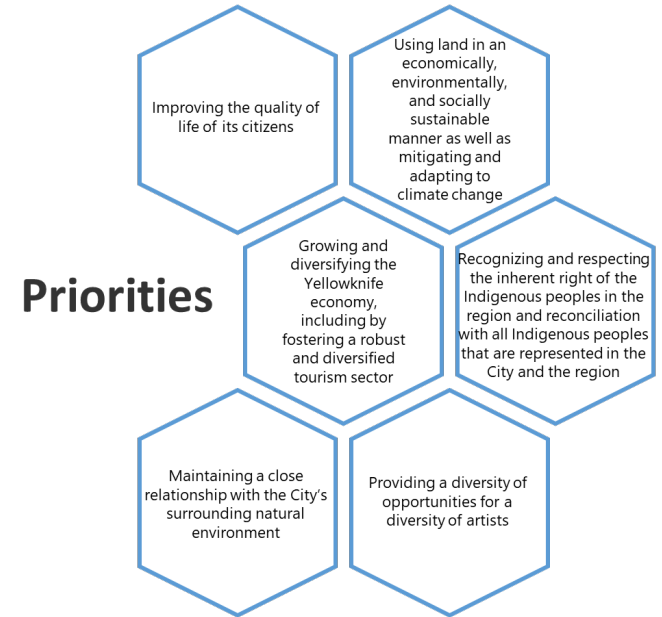 Priorities
Improving the quality of
life of its citizens
Using land in an
economically,
environmentally,
and socially
sustainable
manner as well as
mitigating and
adapting to
climate change
Growing and
diversifying the
Yellowknife
economy,
including by
fostering a robust
and diversified
tourism sector
Recognizing and respecting
the inherent right of the
Indigenous peoples in the
region and reconciliation
with all Indigenous peoples
that are represented in the
City and the region
Maintaining a close
relationship with the City's
surrounding natural
environment
Providing a diversity of
opportunities for a
diversity of artists